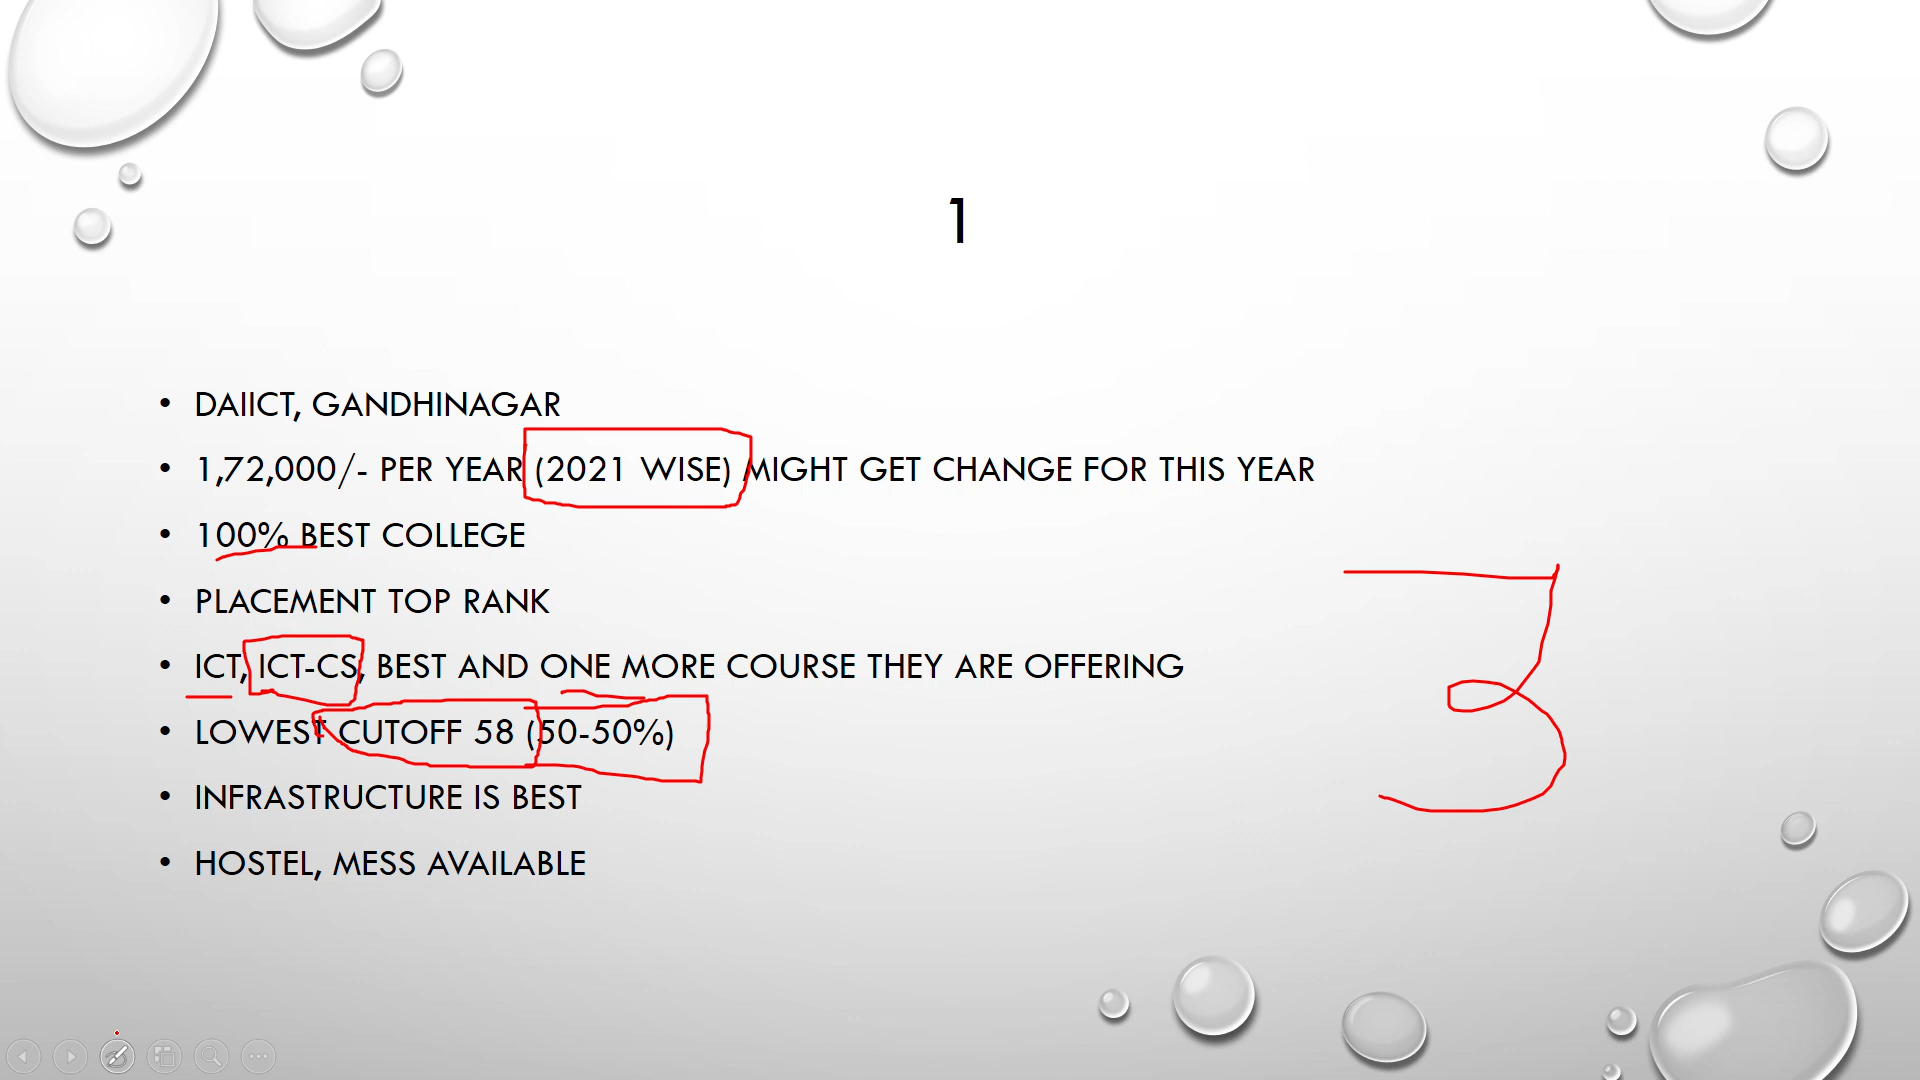 1
• DAIICT, GANDHINAGAR
• 1,72,000/- PER YEAR (2021 WISE) MIGHT GET CHANGE FOR THIS YEAR
• 100% BEST COLLEGE
• PLACEMENT TOP RANK
• ICT, ICT-CS, BEST AND ONE MORE COURSE THEY ARE OFFERING
• LOWEST CUTOFF 58 (50-50%)
• INFRASTRUCTURE IS BEST
• HOSTEL, MESS AVAILABLE
3